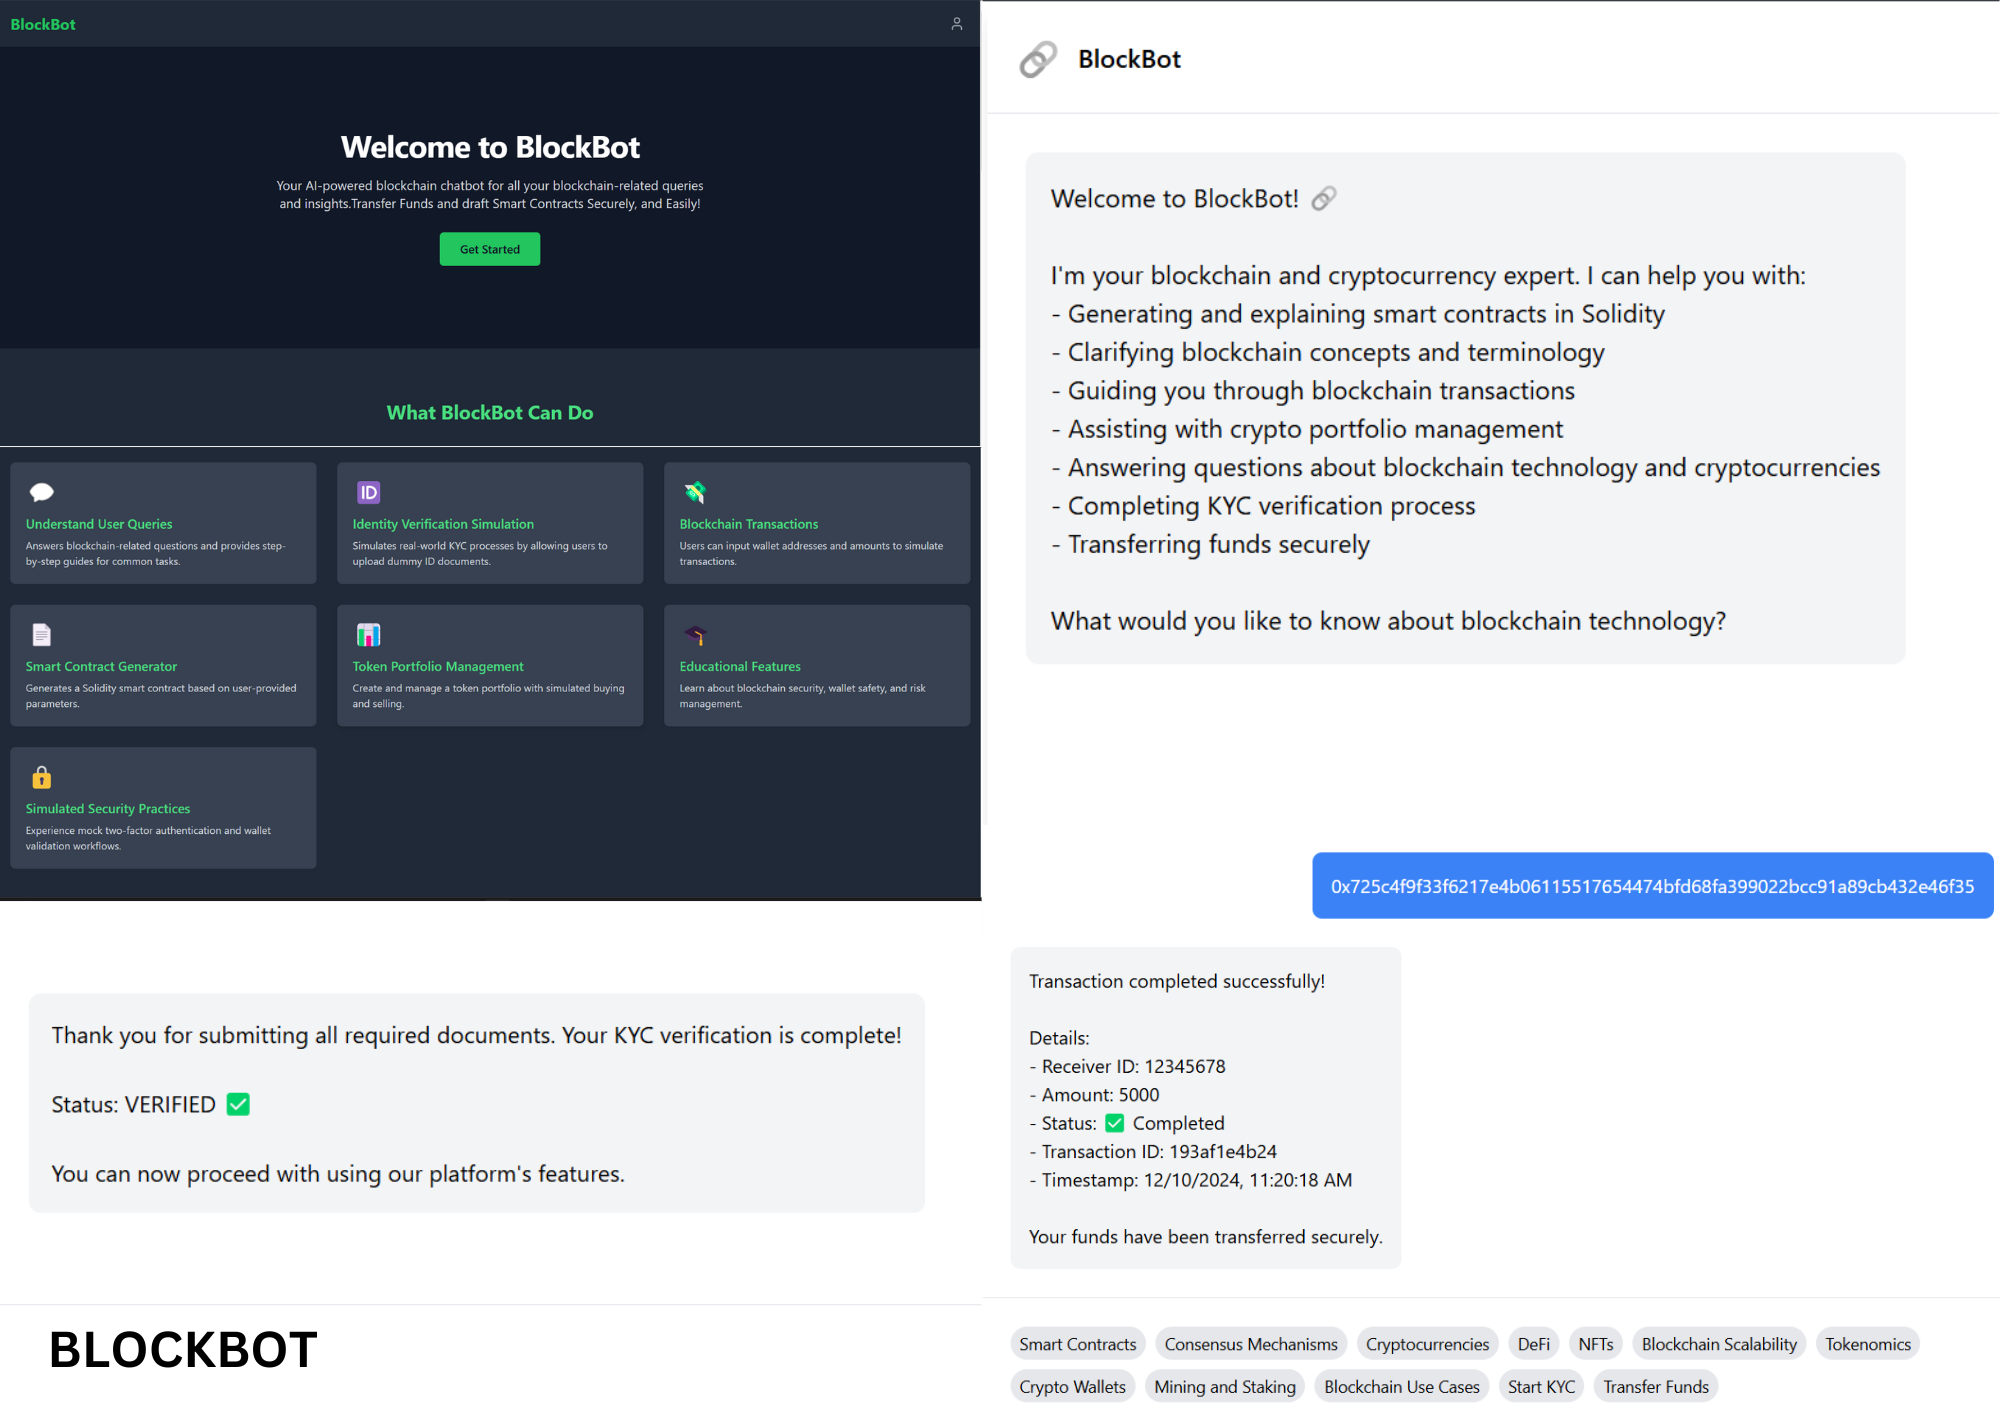 BlockBot
Welcome to BlockBot
Your AI-powered blockchain chatbot for all your blockchain-related queries
and insights.Transfer Funds and draft Smart Contracts Securely, and Easily!
Get Started
What BlockBot Can Do
Understand User Queries
Answers blockchain-related questions and provides step-
by-step guides for common tasks.
ID
Identity Verification Simulation
Simulates real-world KYC processes by allowing users to
upload dummy ID documents.
Blockchain Transactions
Users can input wallet addresses and amounts to simulate
transactions.
Smart Contract Generator
Generates a Solidity smart contract based on user-provided
parameters.
Token Portfolio Management
Create and manage a token portfolio with simulated buying
and selling.
Educational Features
Learn about blockchain security, wallet safety, and risk
management.
Simulated Security Practices
Experience mock two-factor authentication and wallet
validation workflows.
Thank you for submitting all required documents. Your KYC verification is complete!
Status: VERIFIED ✅
You can now proceed with using our platform's features.
BLOCKBOT
BlockBot
Welcome to BlockBot! 🔗
I'm your blockchain and cryptocurrency expert. I can help you with:
- Generating and explaining smart contracts in Solidity
- Clarifying blockchain concepts and terminology
- Guiding you through blockchain transactions
- Assisting with crypto portfolio management
- Answering questions about blockchain technology and cryptocurrencies
- Completing KYC verification process
- Transferring funds securely
What would you like to know about blockchain technology?
0x725c4f9f33f6217e4b06115517654474bfd68fa399022bcc91a89cb432e46f35
Transaction completed successfully!
Details:
- Receiver ID: 12345678
- Amount: 5000
- Status: ✅ Completed
- Transaction ID: 193af1e4b24
- Timestamp: 12/10/2024, 11:20:18 AM
Your funds have been transferred securely.
Smart Contracts Consensus Mechanisms Cryptocurrencies DeFi NFTs Blockchain Scalability Tokenomics
Crypto Wallets Mining and Staking Blockchain Use Cases Start KYC Transfer Funds